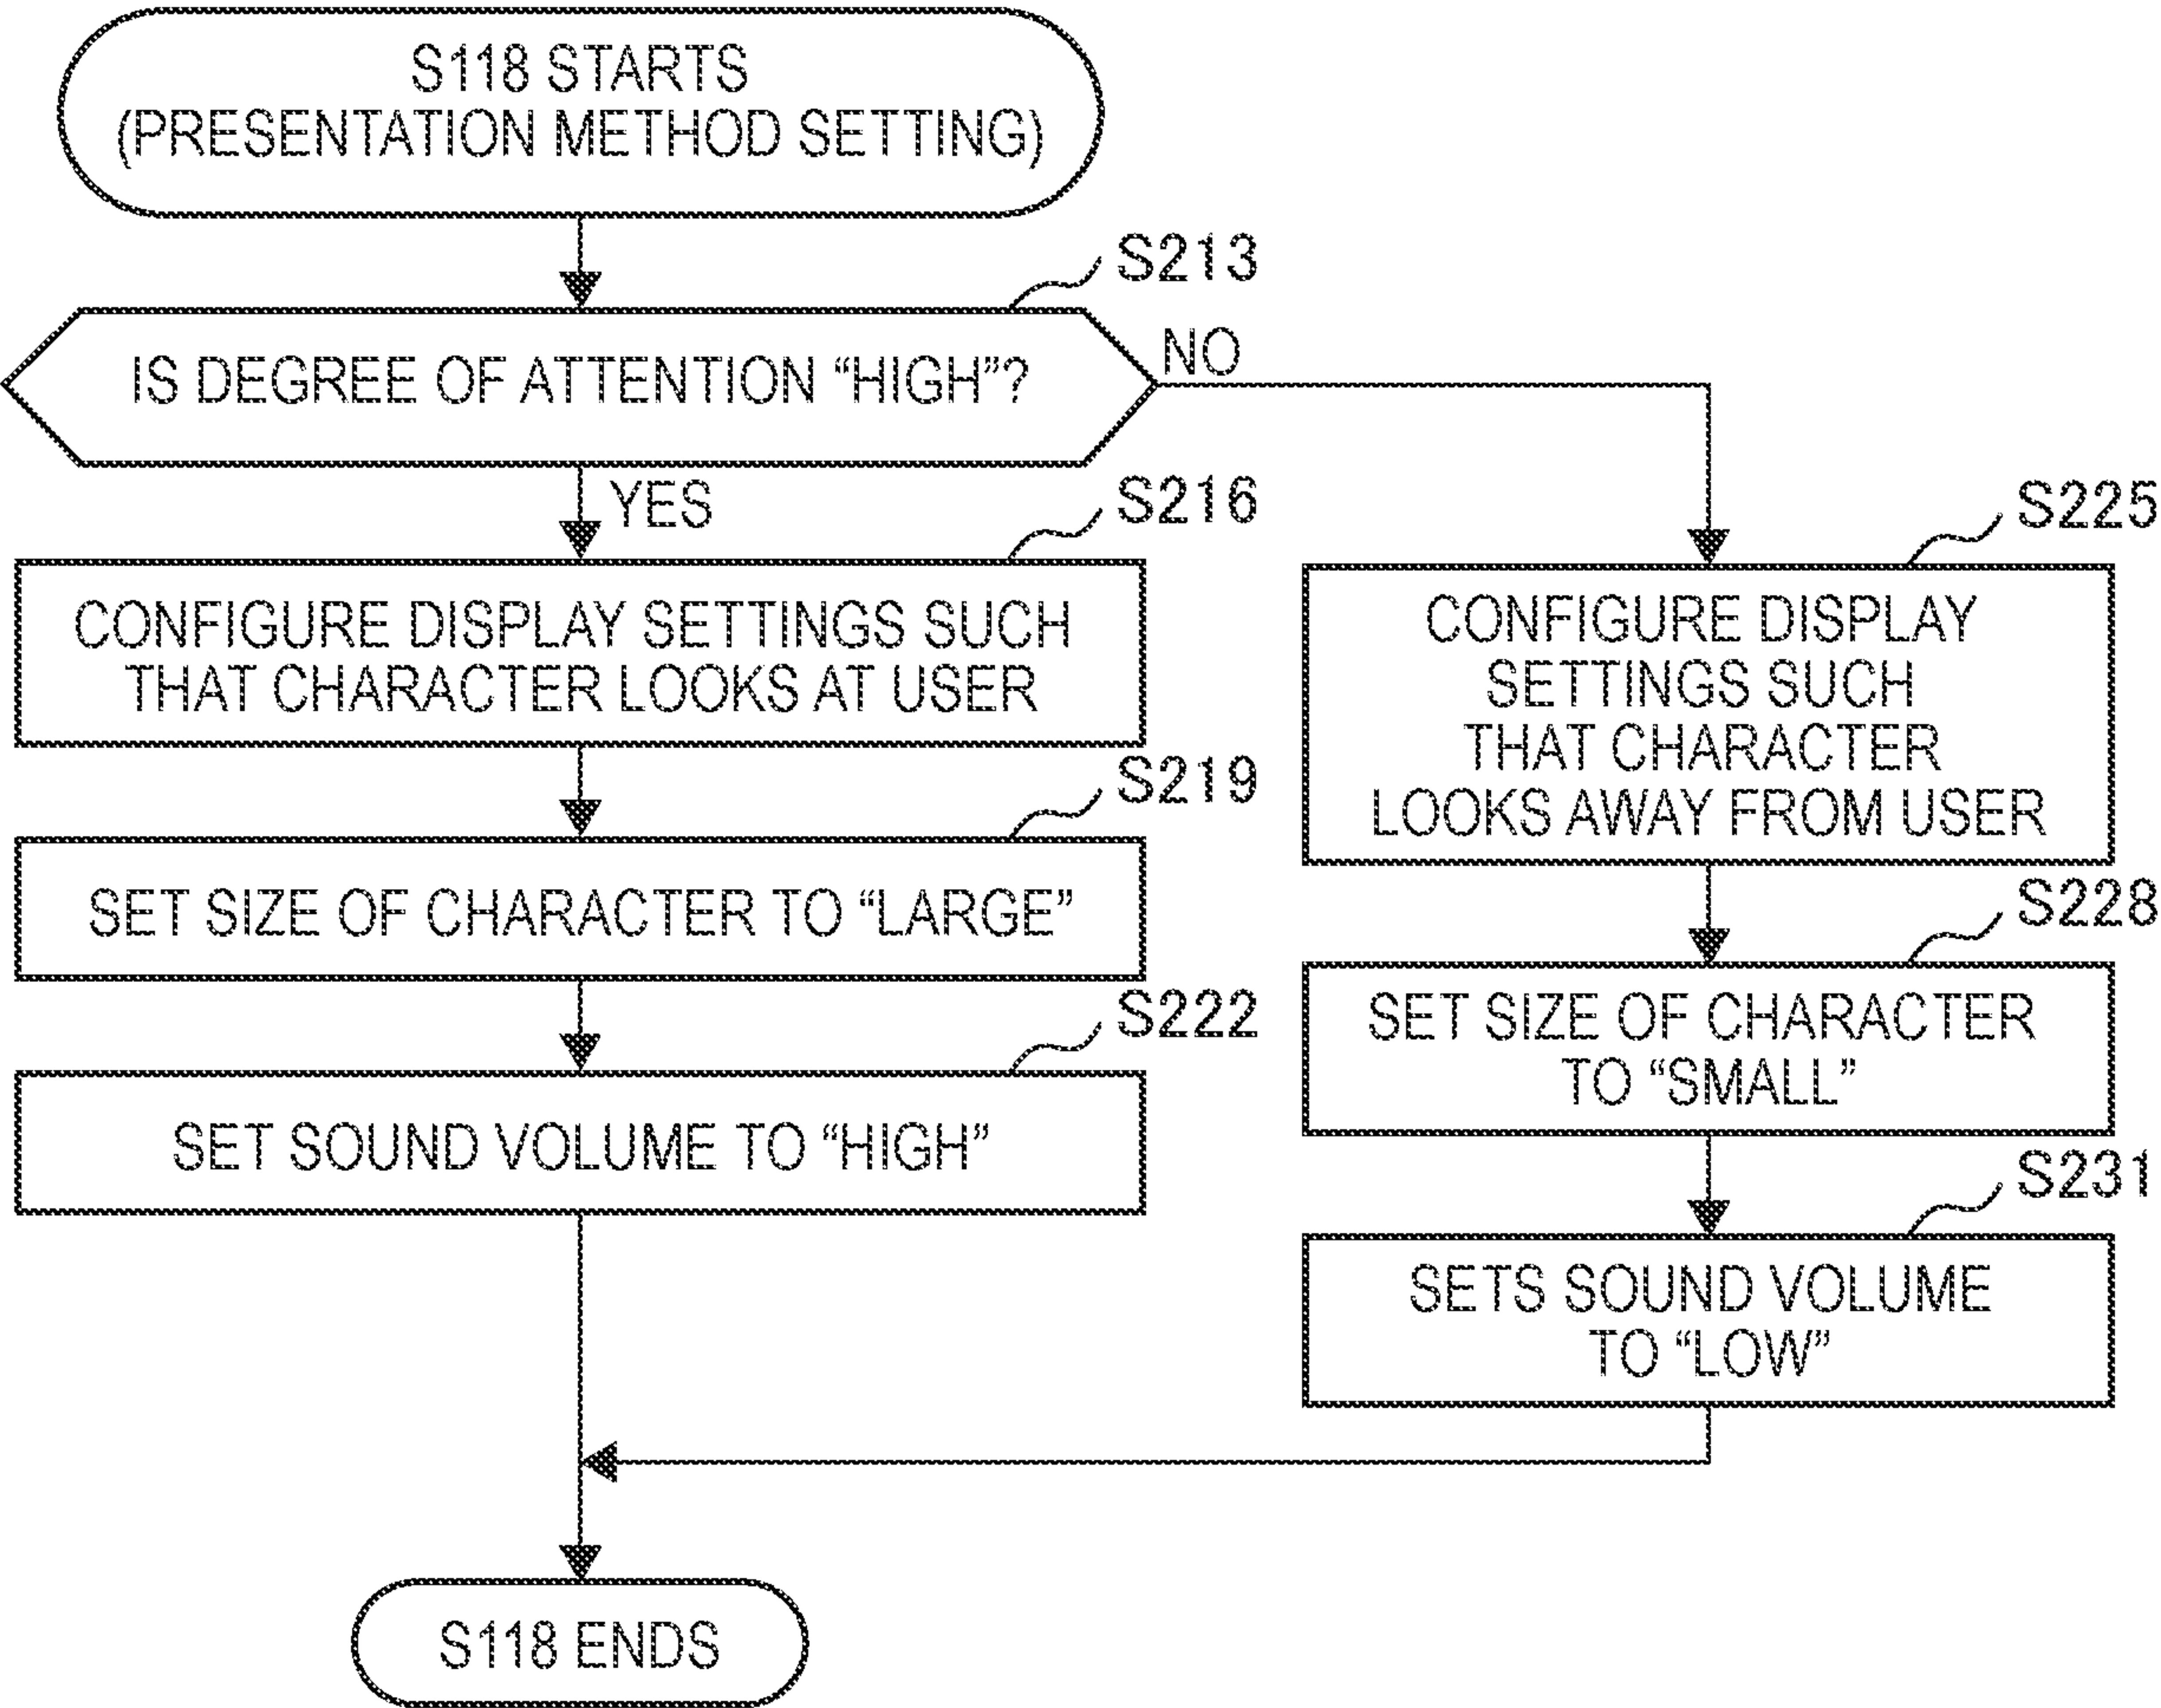 S118 STARTS
(PRESENTATION METHOD SETTING)
S213
IS DEGREE OF ATTENTION “HIGH”?
NO
YES
S216
CONFIGURE DISPLAY SETTINGS SUCH
THAT CHARACTER LOOKS AT USER
S219
SET SIZE OF CHARACTER TO “LARGE”
S222
SET SOUND VOLUME TO “HIGH”
S225
CONFIGURE DISPLAY
SETTINGS SUCH
THAT CHARACTER
LOOKS AWAY FROM USER
S228
SET SIZE OF CHARACTER
TO “SMALL”
S231
SETS SOUND VOLUME
TO “LOW”
S118 ENDS